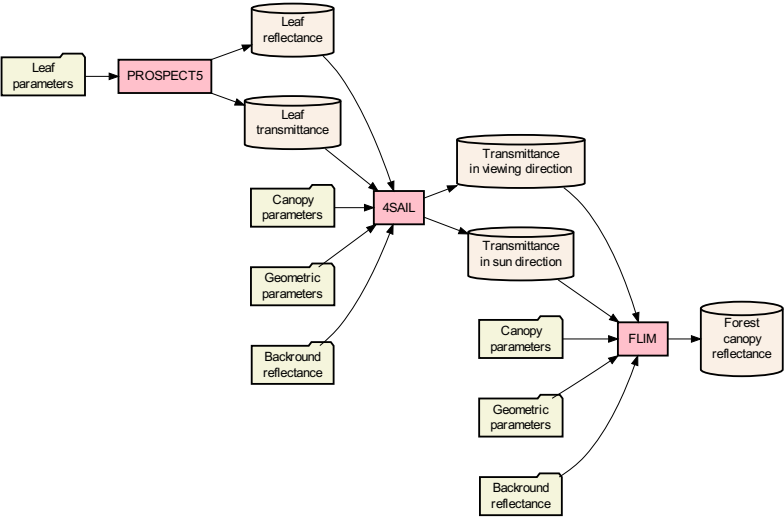 Leaf
reflectance
Leaf
parameters
PROSPECT5
Leaf
transmittance
Transmittance
in viewing direction
Canopy
parameters
4SAIL
Transmittance
in sun direction
Geometric
parameters
Canopy
parameters
FLIM
Forest
canopy
reflectance
Backround
reflectance
Geometric
parameters
Backround
reflectance